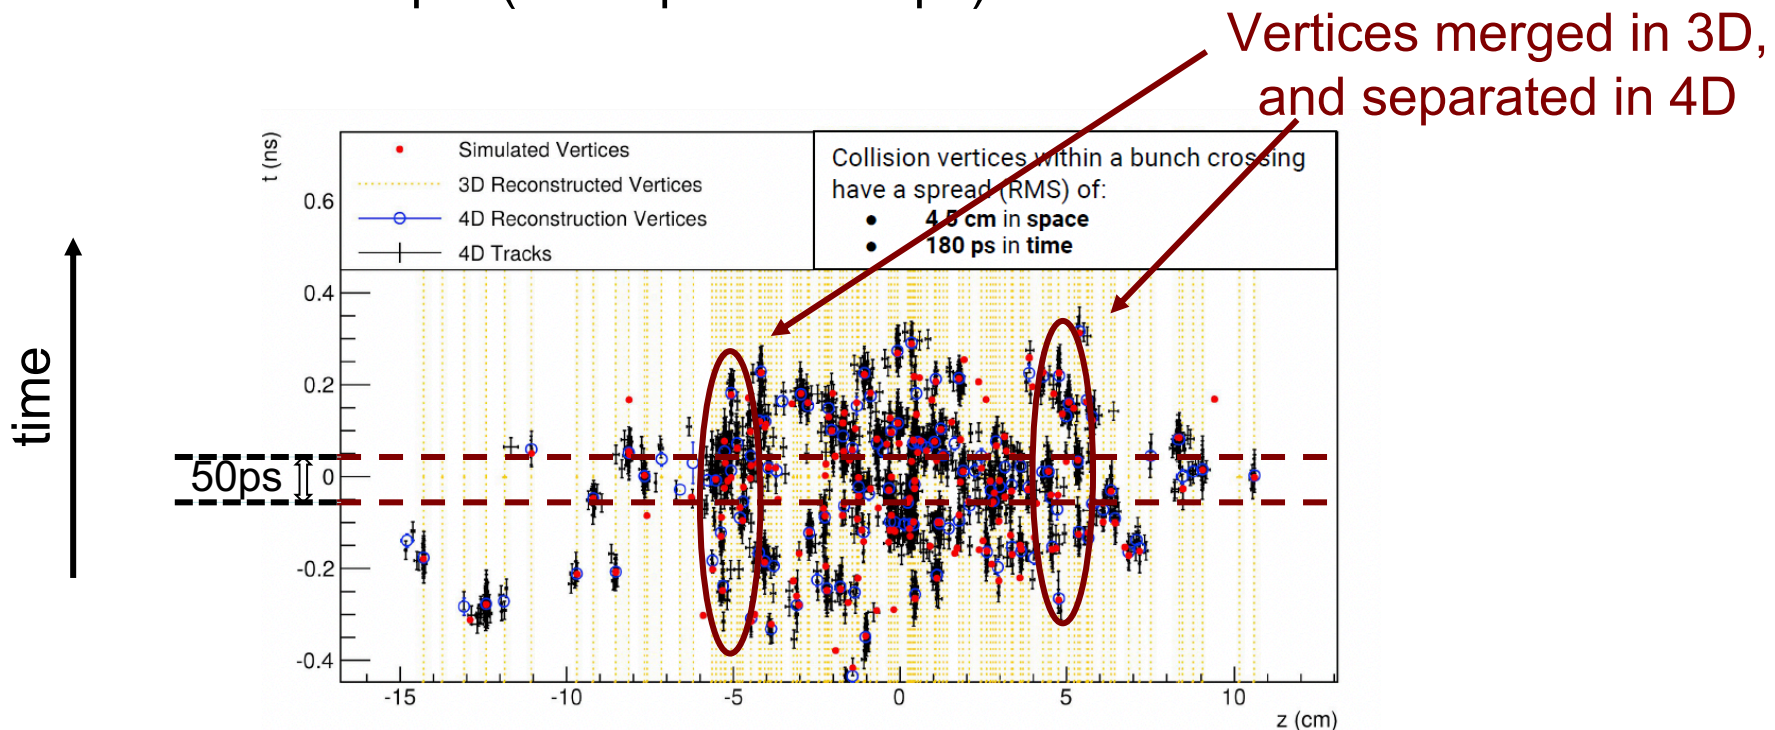 Vertices merged in 3D,
and separated in 4D
t (ns)
Simulated Vertices
3D Reconstructed Vertices
4D Reconstruction Vertices
4D Tracks
Collision vertices within a bunch crossing
have a spread (RMS) of:
● 4.5 cm in space
● 180 ps in time
0.6
0.4
0.2
0
-0.2
-0.4
time
50ps
-15
-10
-5
0
5
10
z (cm)